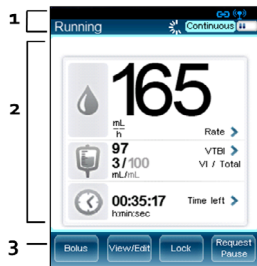 1
Running
Continuous
2
165
mL
h
Rate >
97
VTBI >
3/100
VI / Total
mL/mL
00:35:17
Time left >
h:min:sec
3
Bolus
View/Edit
Lock
Request
Pause